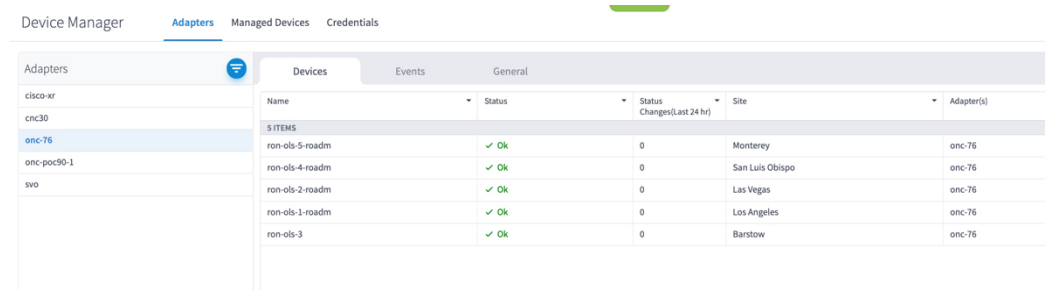 Device Manager Adapters Managed Devices Credentials
Adapters
cisco-xr
cnc30
onc-76
onc-poc90-1
svo
Devices Events General
Name Status Status Changes(Last 24 hr) Site Adapter(s)
5 ITEMS
ron-ols-5-roadm Ok 0 Monterey onc-76
ron-ols-4-roadm Ok 0 San Luis Obispo onc-76
ron-ols-2-roadm Ok 0 Las Vegas onc-76
ron-ols-1-roadm Ok 0 Los Angeles onc-76
ron-ols-3 Ok 0 Barstow onc-76